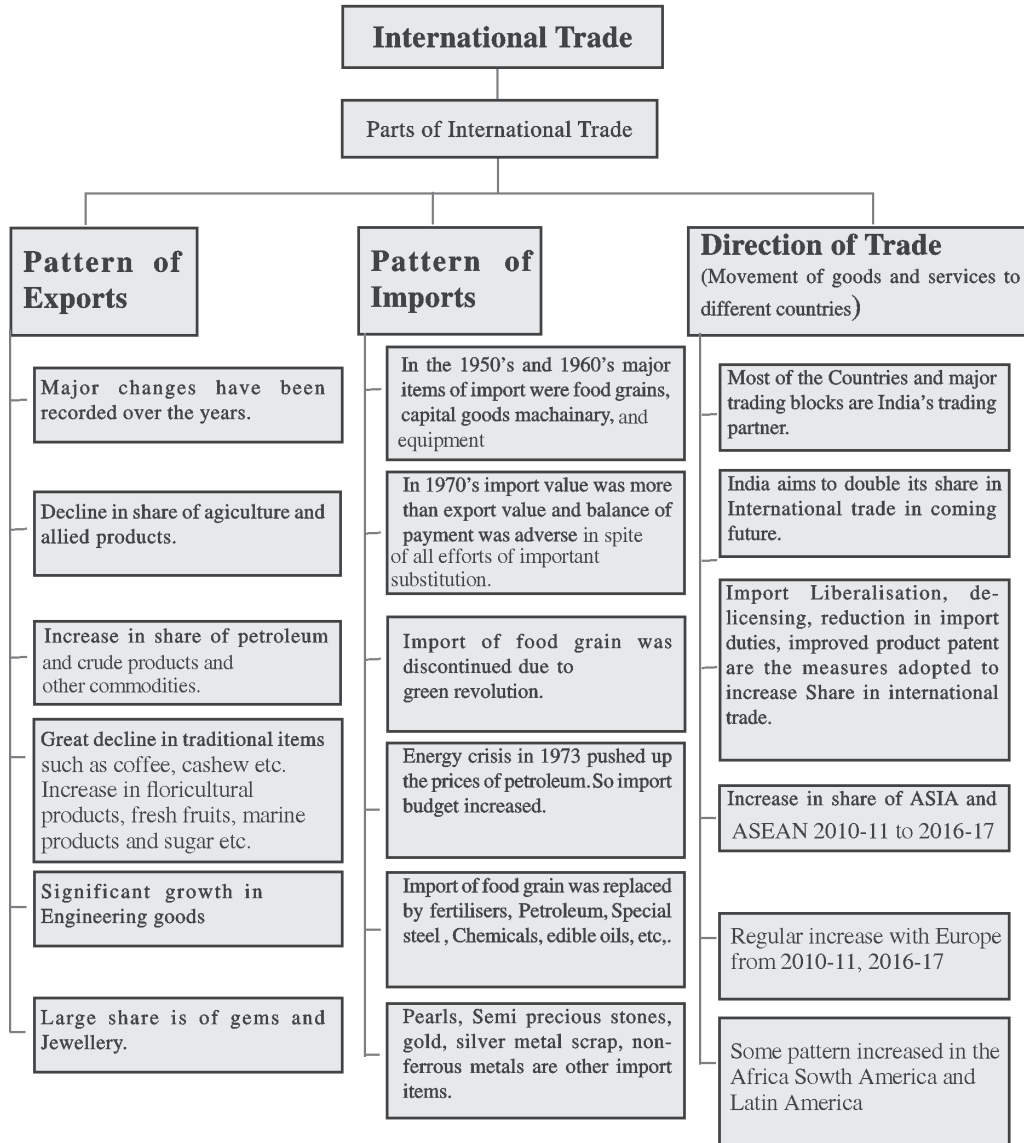 International Trade
Parts of International Trade
Pattern of
Exports
Major changes have been
recorded over the years.
Decline in share of agiculture and
allied products.
Increase in share of petroleum
and crude products and
other commodities.
Great decline in traditional items
such as coffee, cashew etc.
Increase in floricultural
products, fresh fruits, marine
products and sugar etc.
Significant growth in
Engineering goods
Large share is of gems and
Jewellery.
Pattern of
Imports
In the 1950's and 1960's major
items of import were food grains,
capital goods machainary, and
equipment
In 1970's import value was more
than export value and balance of
payment was adverse in spite
of all efforts of important
substitution.
Import of food grain was
discontinued due to
green revolution.
Energy crisis in 1973 pushed up
the prices of petroleum. So import
budget increased.
Import of food grain was replaced
by fertilisers, Petroleum, Special
steel , Chemicals, edible oils, etc,.
Pearls, Semi precious stones,
gold, silver metal scrap, non-
ferrous metals are other import
items.
Direction of Trade
(Movement of goods and services to
different countries)
Most of the Countries and major
trading blocks are India's trading
partner.
India aims to double its share in
International trade in coming
future.
Import Liberalisation, de-
licensing, reduction in import
duties, improved product patent
are the measures adopted to
increase Share in international
trade.
Increase in share of ASIA and
ASEAN 2010-11 to 2016-17
Regular increase with Europe
from 2010-11, 2016-17
Some pattern increased in the
Africa Sowth America and
Latin America